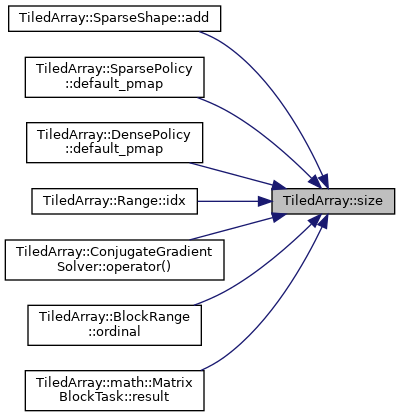 TiledArray::SparseShape::add
TiledArray::SparsePolicy
::default_pmap
TiledArray::DensePolicy
::default_pmap
TiledArray::Range::idx
TiledArray::size
TiledArray::ConjugateGradient
Solver::operator()
TiledArray::BlockRange
::ordinal
TiledArray::math::Matrix
BlockTask::result